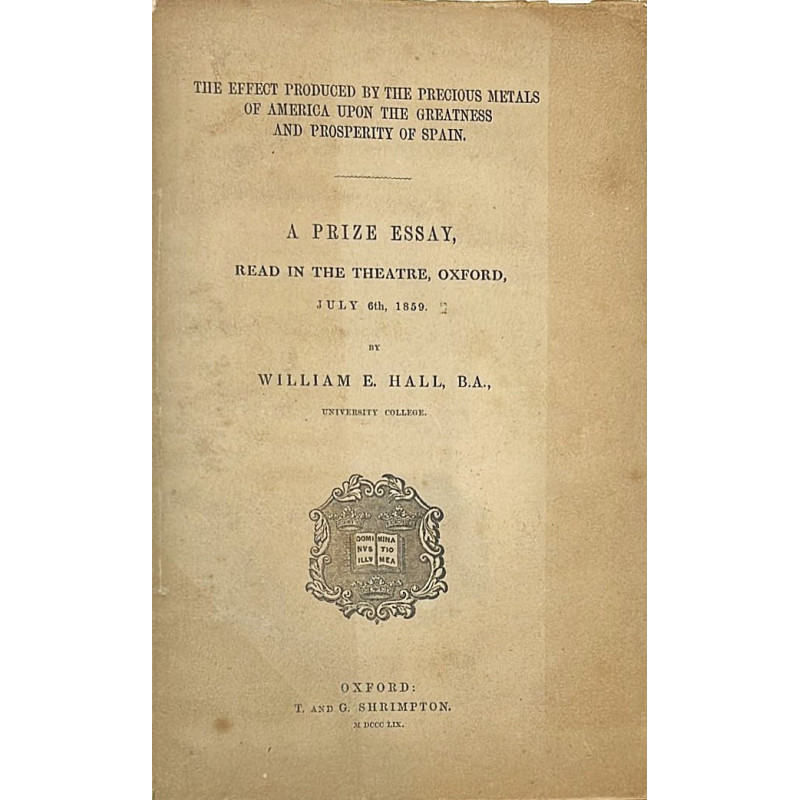 THE EFFECT PRODUCED BY THE PRECIOUS METALS
OF AMERICA UPON THE GREATNESS
AND PROSPERITY OF SPAIN.
A PRIZE ESSAY,
READ IN THE THEATRE, OXFORD,
JULY 6th, 1859.
BY
WILLIAM E. HALL, B.A.,
UNIVERSITY COLLEGE.
DOMI MINA
NVS TIO
ILLV MEA
OXFORD:
T. AND G. SHRIMPTON.
M DCCC LIX.